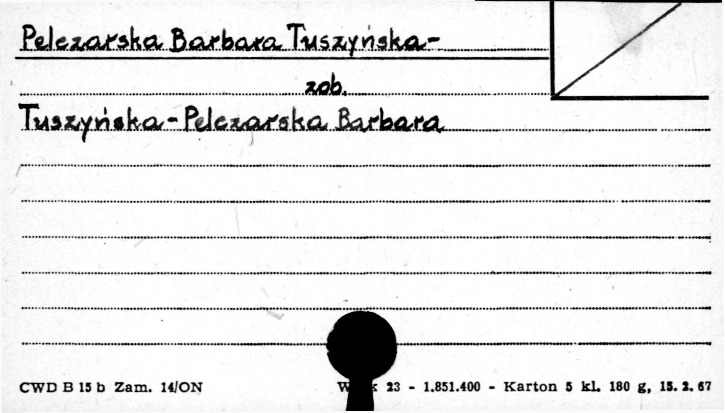 Pelczarska Barbara Tuszyńska-
zob.
Tuszyńska-Pelczarska Barbara
CWD B 15 b Zam. 14/ON 23 - 1.851.400 - Karton 5 kl. 180 g, 15. 2. 67